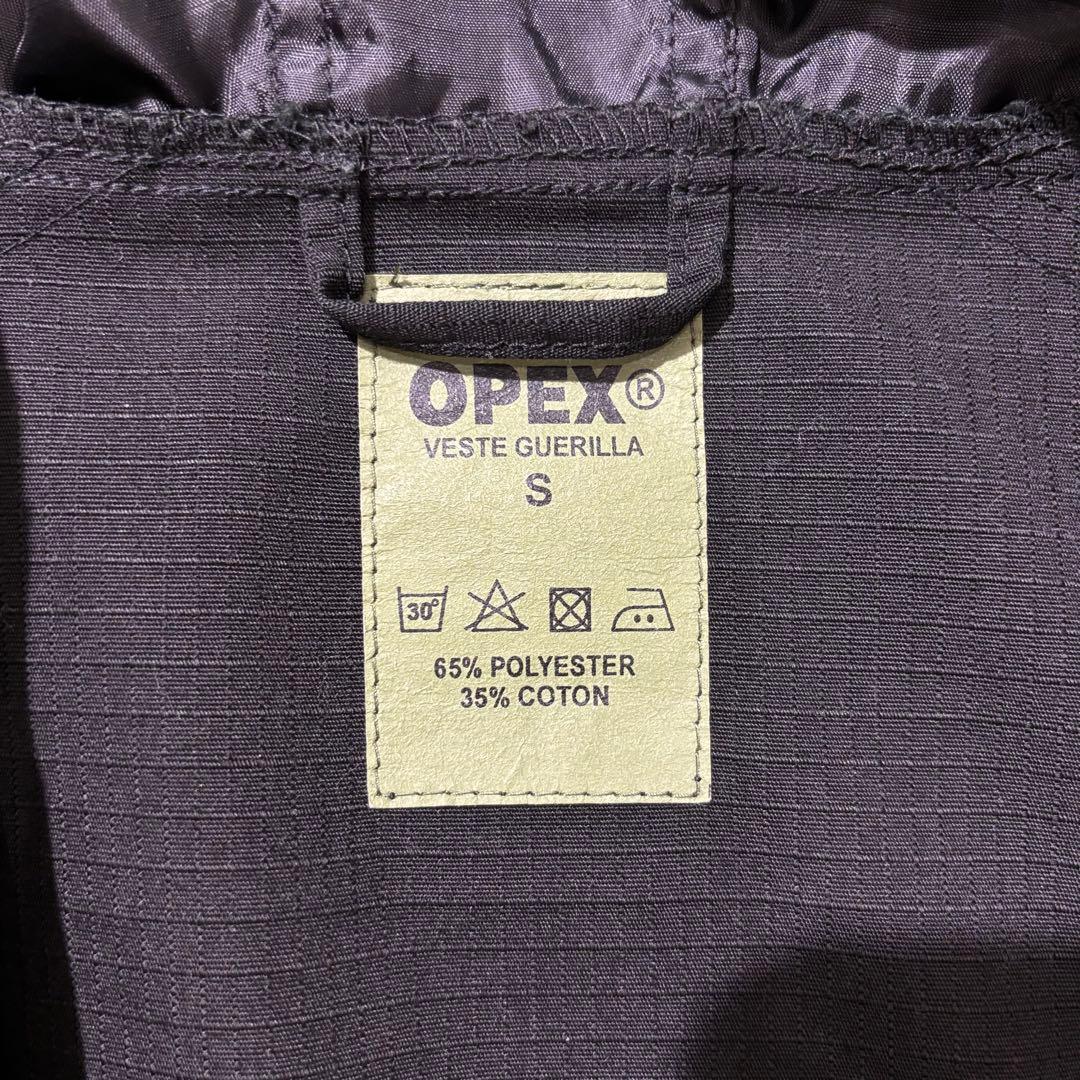 OPEX®
VESTE GUERILLA
S
30°
65% POLYESTER
35% COTON